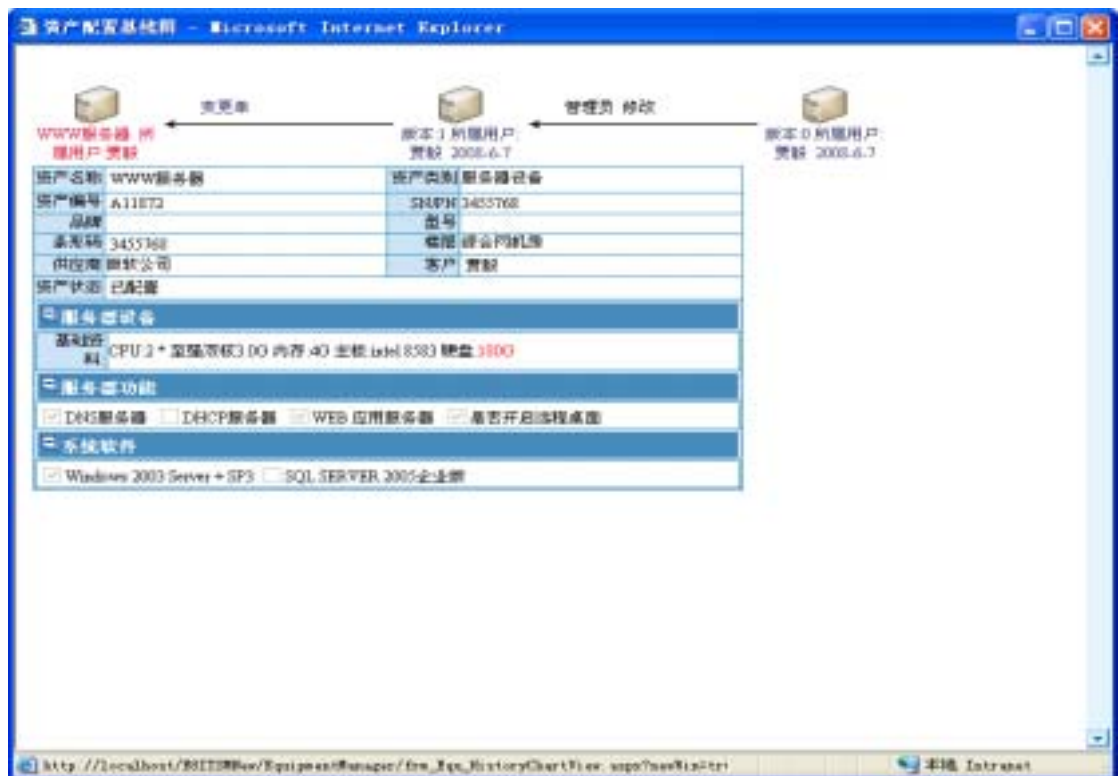 资产配置基线图 - Microsoft Internet Explorer
变更单
管理员 修改
WWW服务器 所
属用户 贾毅
版本1 所属用户:
贾毅 2008-6-7
版本0 所属用户:
贾毅 2008-6-7
资产名称 WWW服务器 资产类别 服务器设备
资产编号 A11872 SN/PN 3455768
品牌 型号
条形码 3455768 楼层 综合网机房
供应商 微软公司 客户 贾毅
资产状态 已配置
服务器设备
基础资料 CPU:2 * 至强双核3.0G 内存:4G 主板:intel 8583 硬盘:180G
服务器功能
DNS服务器 DHCP服务器 WEB 应用服务器 是否开启远程桌面
系统软件
Windows 2003 Server + SP3 SQL SERVER 2005企业版
本地 Intranet